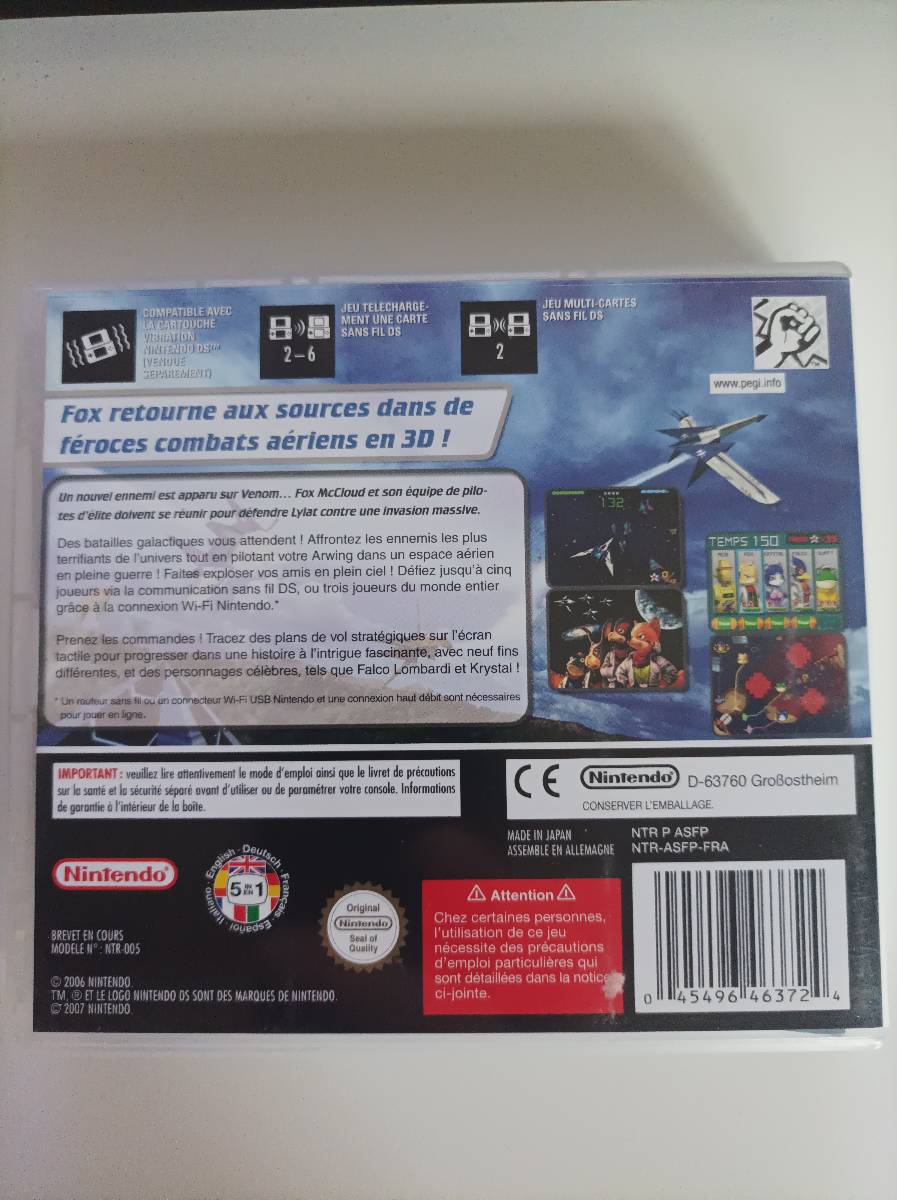 COMPATIBLE AVEC
LA CARTOUCHE
VIBRATION
NINTENDO DS™
(VENDUE
SEPAREMENT)
2-6
JEU TELECHARGE-
MENT UNE CARTE
SANS FIL DS
2
JEU MULTI-CARTES
SANS FIL DS
www.pegi.info
Fox retourne aux sources dans de
féroces combats aériens en 3D !
Un nouvel ennemi est apparu sur Venom... Fox McCloud et son équipe de pilo-
tes d'élite doivent se réunir pour défendre Lylat contre une invasion massive.
Des batailles galactiques vous attendent ! Affrontez les ennemis les plus
terrifiants de l'univers tout en pilotant votre Arwing dans un espace aérien
en pleine guerre ! Faites exploser vos amis en plein ciel ! Défiez jusqu'à cinq
joueurs via la communication sans fil DS, ou trois joueurs du monde entier
grâce à la connexion Wi-Fi Nintendo.*
Prenez les commandes ! Tracez des plans de vol stratégiques sur l'écran
tactile pour progresser dans une histoire à l'intrigue fascinante, avec neuf fins
différentes, et des personnages célèbres, tels que Falco Lombardi et Krystal !
* Un routeur sans fil ou un connecteur Wi-Fi USB Nintendo et une connexion haut débit sont nécessaires
pour jouer en ligne.
132
TEMPS 150
IMPORTANT : veuillez lire attentivement le mode d'emploi ainsi que le livret de précautions
sur la santé et la sécurité séparé avant d'utiliser ou de paramétrer votre console. Informations
de garantie à l'intérieur de la boîte.
CE Nintendo® D-63760 Großostheim
CONSERVER L'EMBALLAGE.
MADE IN JAPAN
ASSEMBLE EN ALLEMAGNE
NTR P ASFP
NTR-ASFP-FRA
Nintendo®
English · Deutsch · Français · Español · Italiano
5 IN EN 1
Original
Nintendo
Seal of
Quality
BREVET EN COURS
MODELE N° : NTR-005
© 2006 NINTENDO.
TM, ® ET LE LOGO NINTENDO DS SONT DES MARQUES DE NINTENDO.
© 2007 NINTENDO.
Attention
Chez certaines personnes,
l'utilisation de ce jeu
nécessite des précautions
d'emploi particulières qui
sont détaillées dans la notice
ci-jointe.
0 45496 46372 4